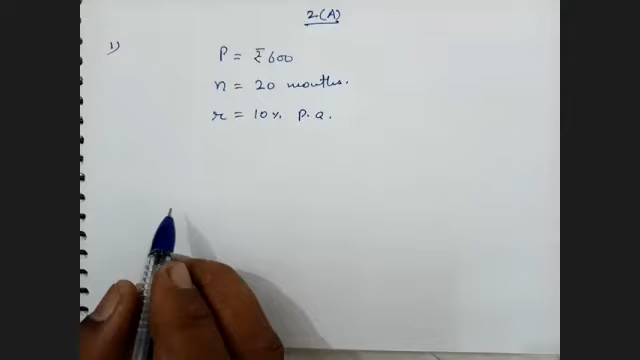 2(A)
1)
P = ₹600
n = 20 months.
r = 10% p.a.